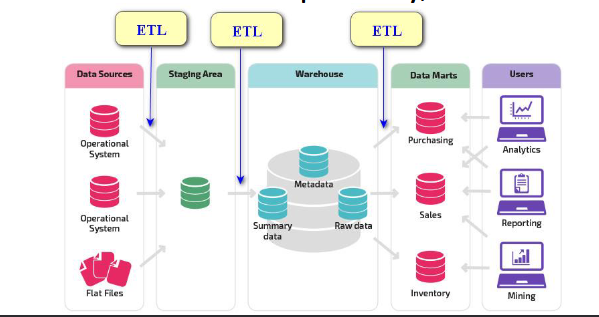 ETL
ETL
ETL
Data Sources
Staging Area
Warehouse
Data Marts
Users
Operational
System
Operational
System
Flat Files
Metadata
Summary
data
Raw data
Purchasing
Sales
Inventory
Analytics
Reporting
Mining